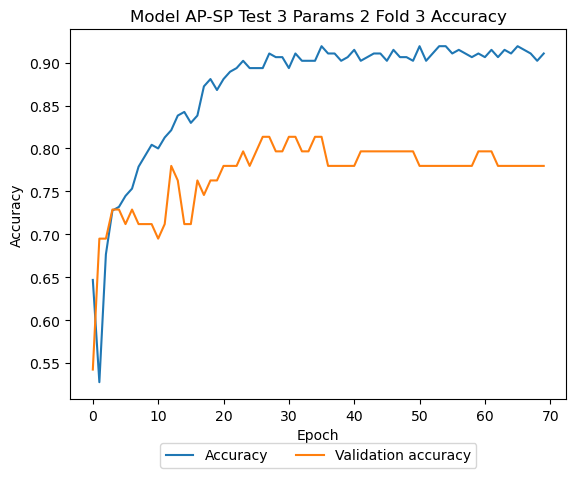 Model AP-SP Test 3 Params 2 Fold 3 Accuracy
Accuracy
0.90
0.85
0.80
0.75
0.70
0.65
0.60
0.55
0 10 20 30 40 50 60 70
Epoch
Accuracy Validation accuracy